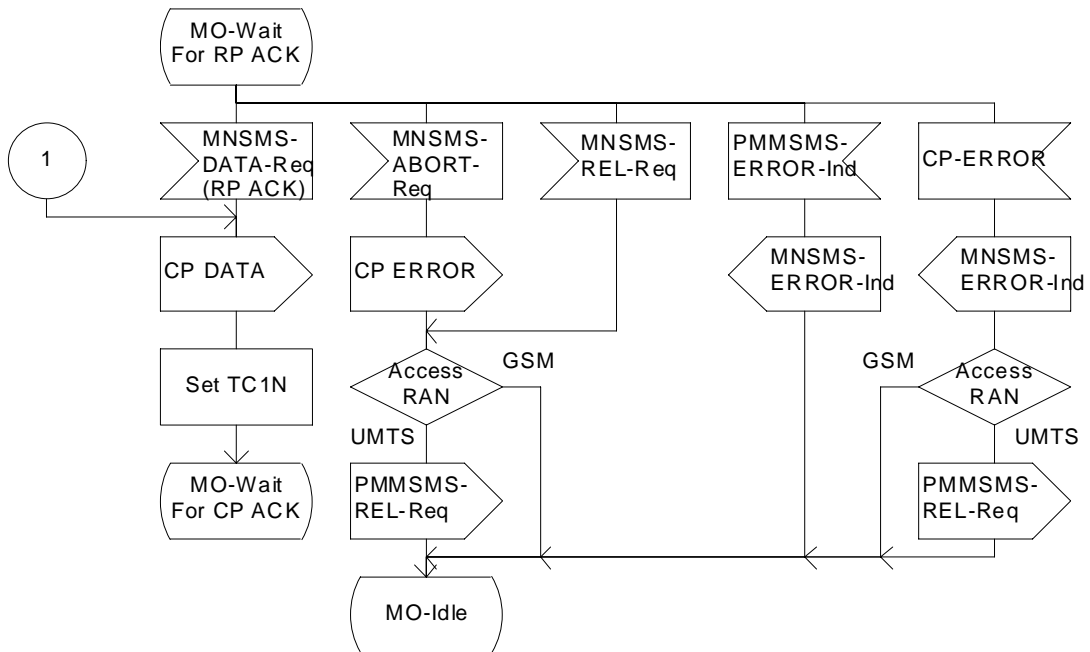 MO-Wait
For RP ACK
1
MNSMS-
DATA-Req
(RP ACK)
MNSMS-
ABORT-
Req
MNSMS-
REL-Req
PMMSMS-
ERROR-Ind
CP-ERROR
CP DATA
CP ERROR
MNSMS-
ERROR-Ind
MNSMS-
ERROR-Ind
Set TC1N
Access
RAN
GSM
UMTS
GSM
Access
RAN
UMTS
MO-Wait
For CP ACK
PMMSMS-
REL-Req
PMMSMS-
REL-Req
MO-Idle